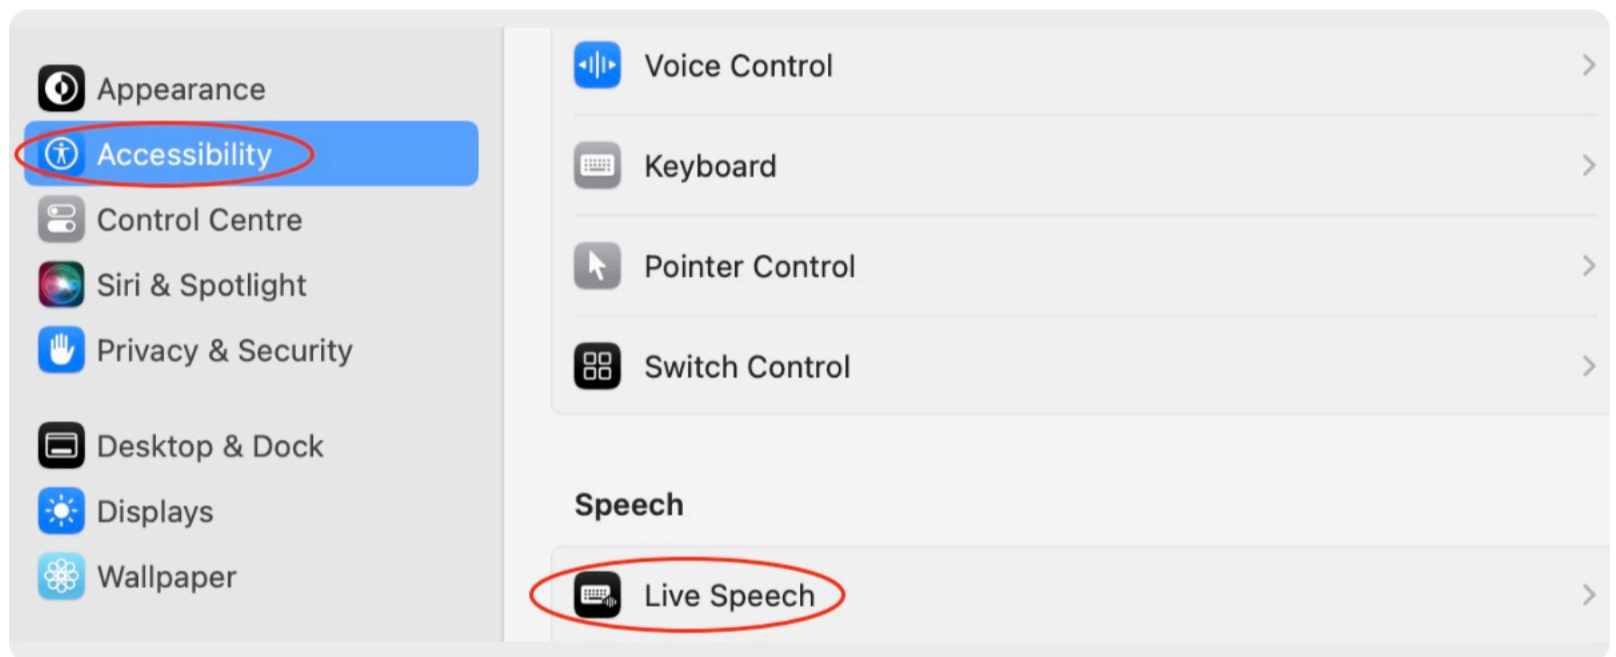 Appearance
Accessibility
Control Centre
Siri & Spotlight
Privacy & Security
Desktop & Dock
Displays
Wallpaper
Voice Control
Keyboard
Pointer Control
Switch Control
Speech
Live Speech